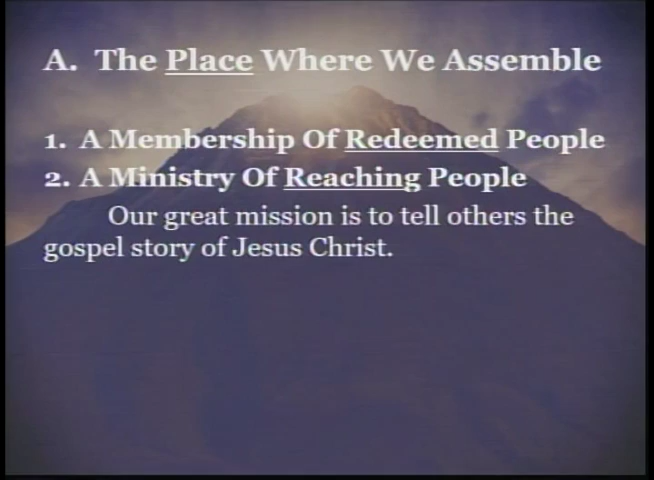 A. The Place Where We Assemble
1. A Membership Of Redeemed People
2. A Ministry Of Reaching People
Our great mission is to tell others the
gospel story of Jesus Christ.